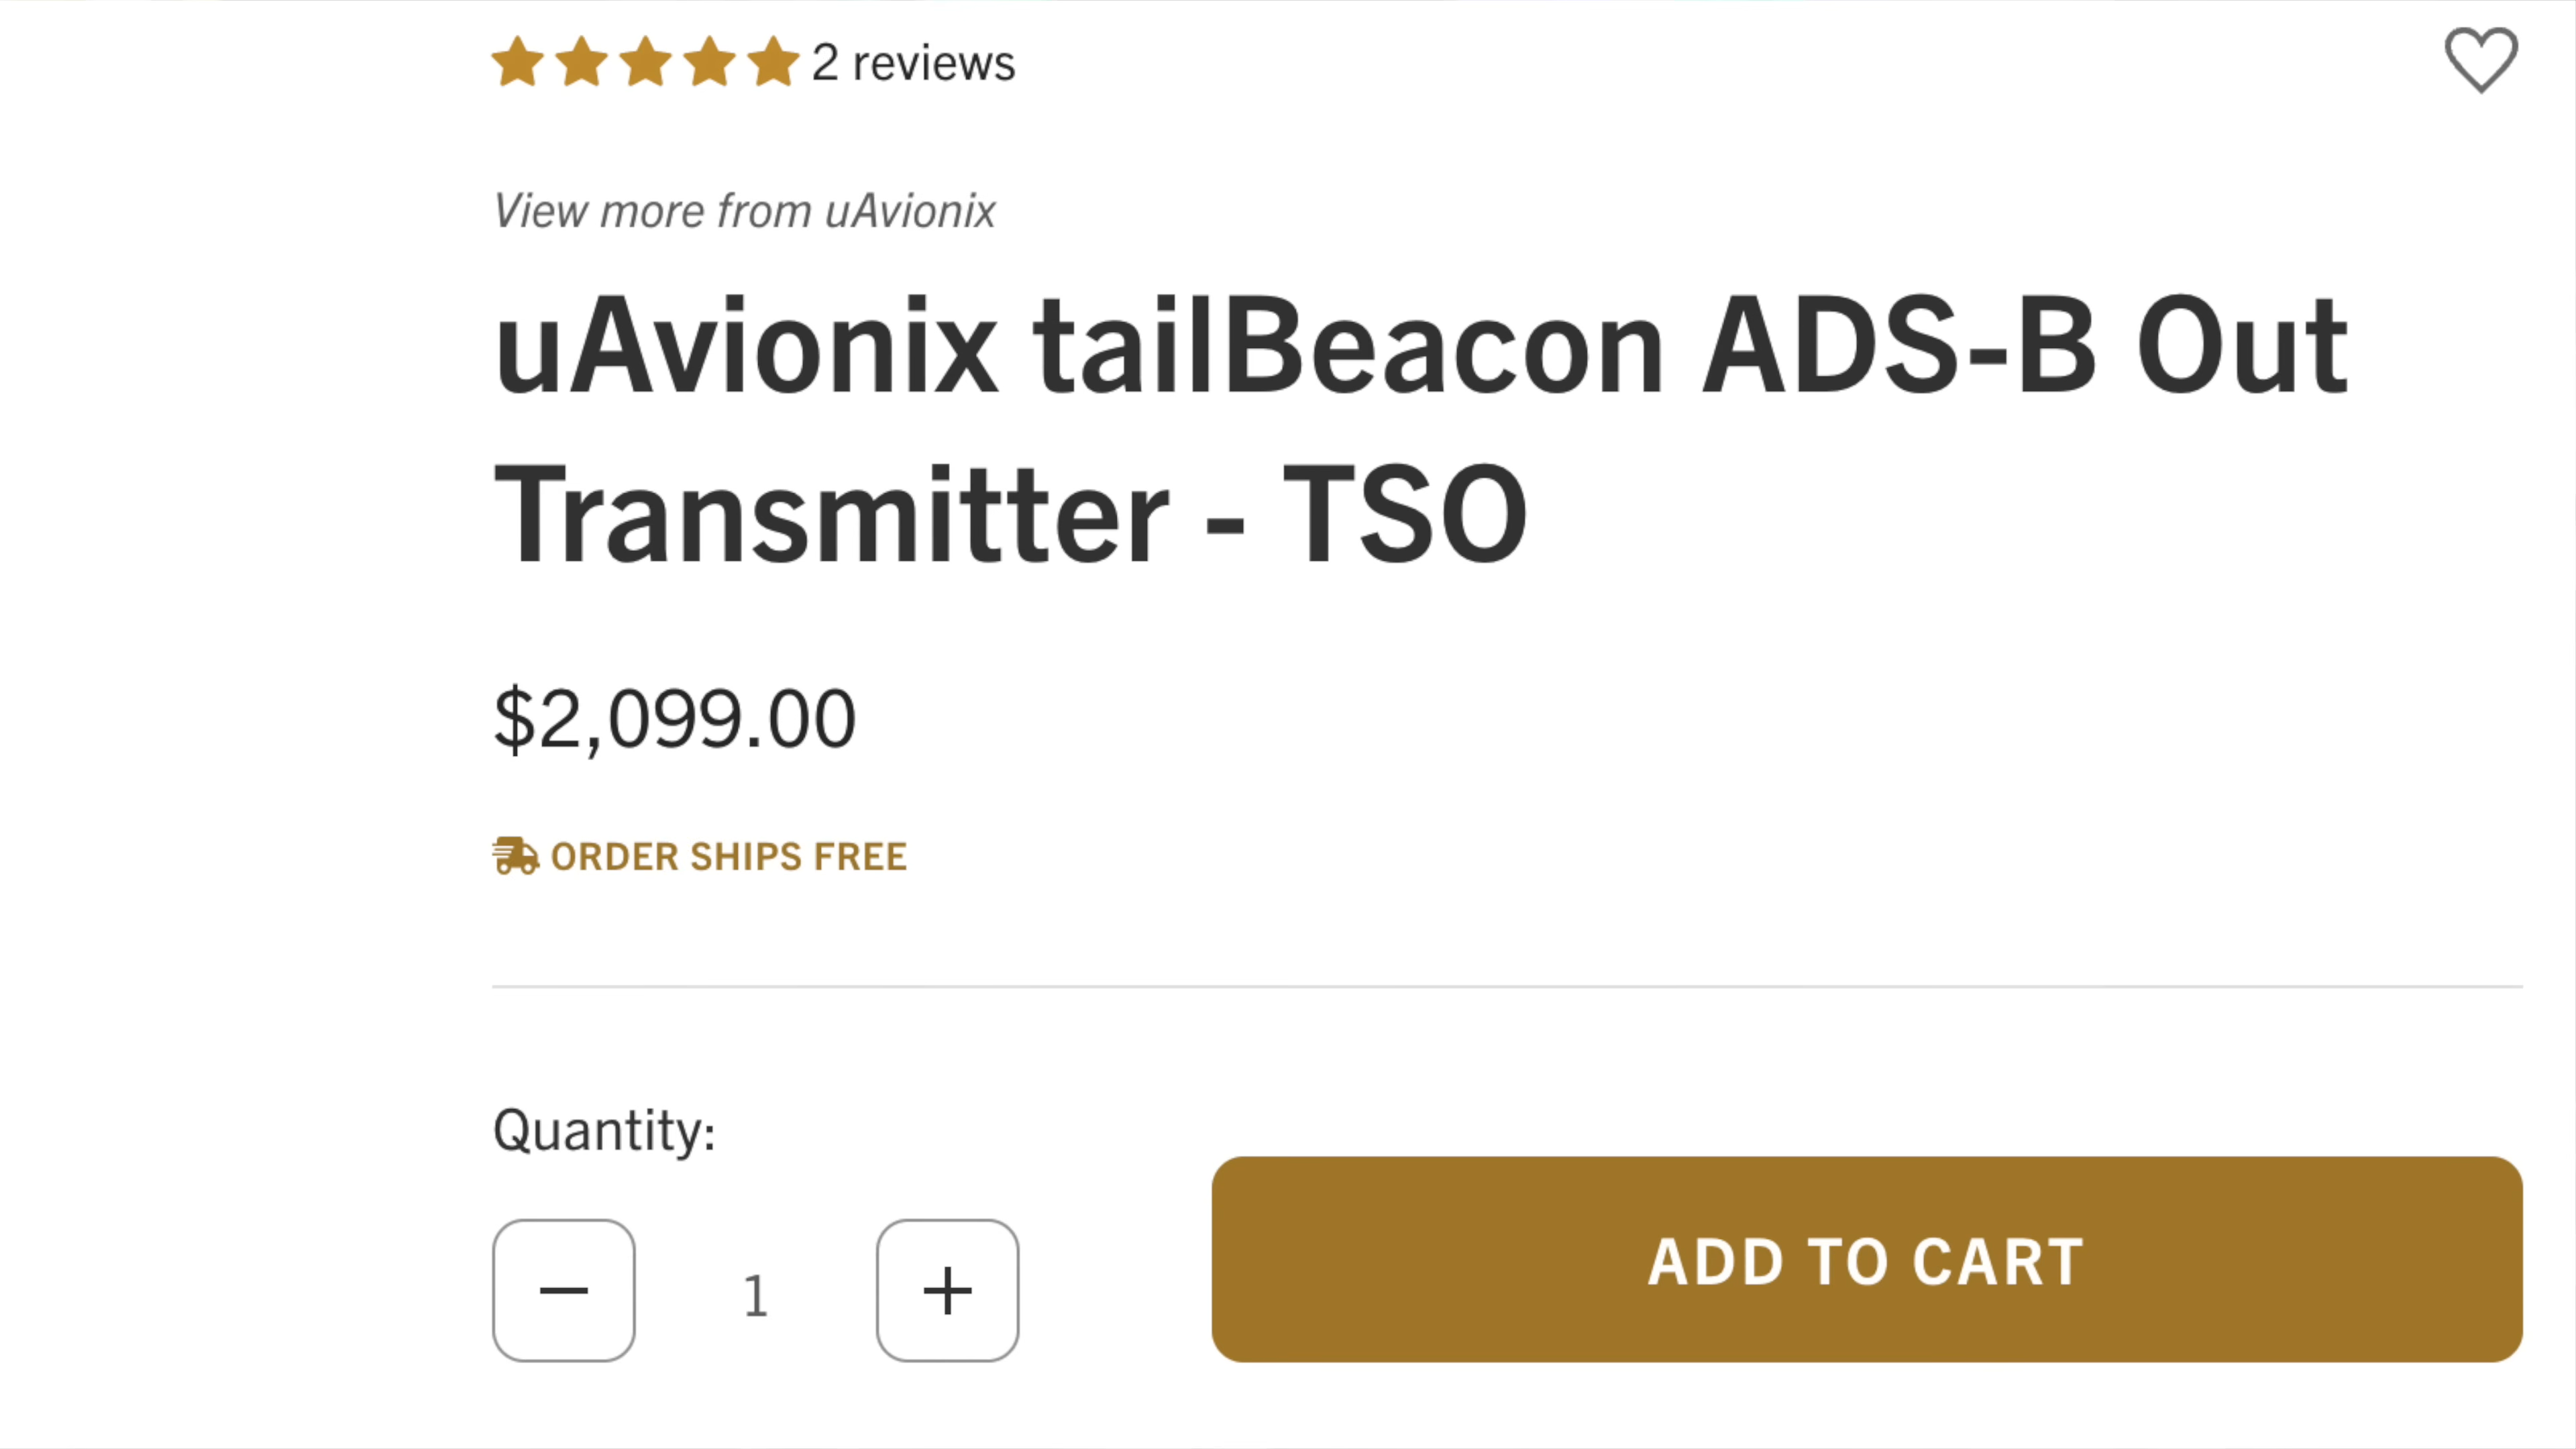 2 reviews
View more from uAvionix
uAvionix tailBeacon ADS-B Out
Transmitter - TSO
$2,099.00
ORDER SHIPS FREE
Quantity:
− 1 +
ADD TO CART